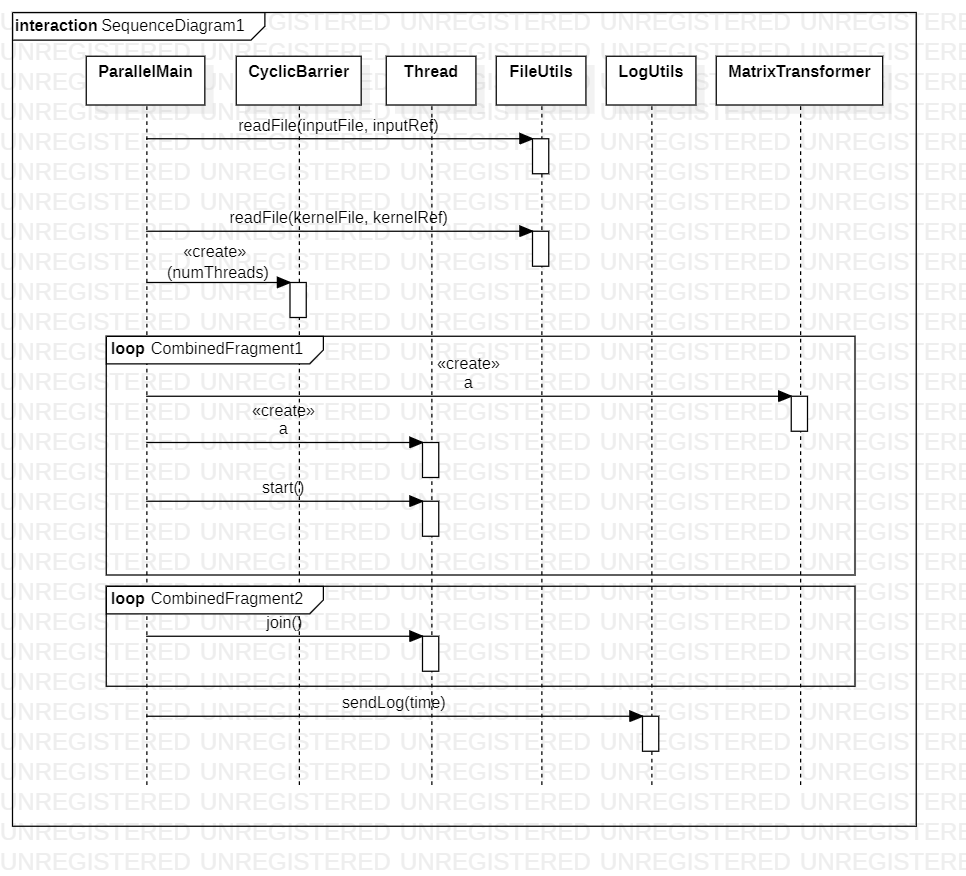 interaction SequenceDiagram1
ParallelMain CyclicBarrier Thread FileUtils LogUtils MatrixTransformer
readFile(inputFile, inputRef)
readFile(kernelFile, kernelRef)
«create»
(numThreads)
loop CombinedFragment1
«create»
a
«create»
a
start()
loop CombinedFragment2
join()
sendLog(time)
UNREGISTERED